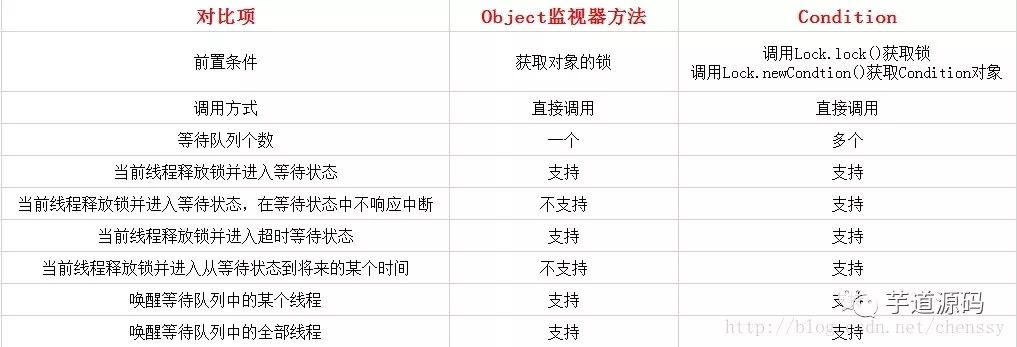 对比项 Object监视器方法 Condition
前置条件 获取对象的锁 调用Lock.lock()获取锁
调用Lock.newCondtion()获取Condition对象
调用方式 直接调用 直接调用
等待队列个数 一个 多个
当前线程释放锁并进入等待状态 支持 支持
当前线程释放锁并进入等待状态，在等待状态中不响应中断 不支持 支持
当前线程释放锁并进入超时等待状态 支持 支持
当前线程释放锁并进入从等待状态到将来的某个时间 不支持 支持
唤醒等待队列中的某个线程 支持 支持
芋道源码
唤醒等待队列中的全部线程 支持 支持
http://blog.csdn.net/chenssy